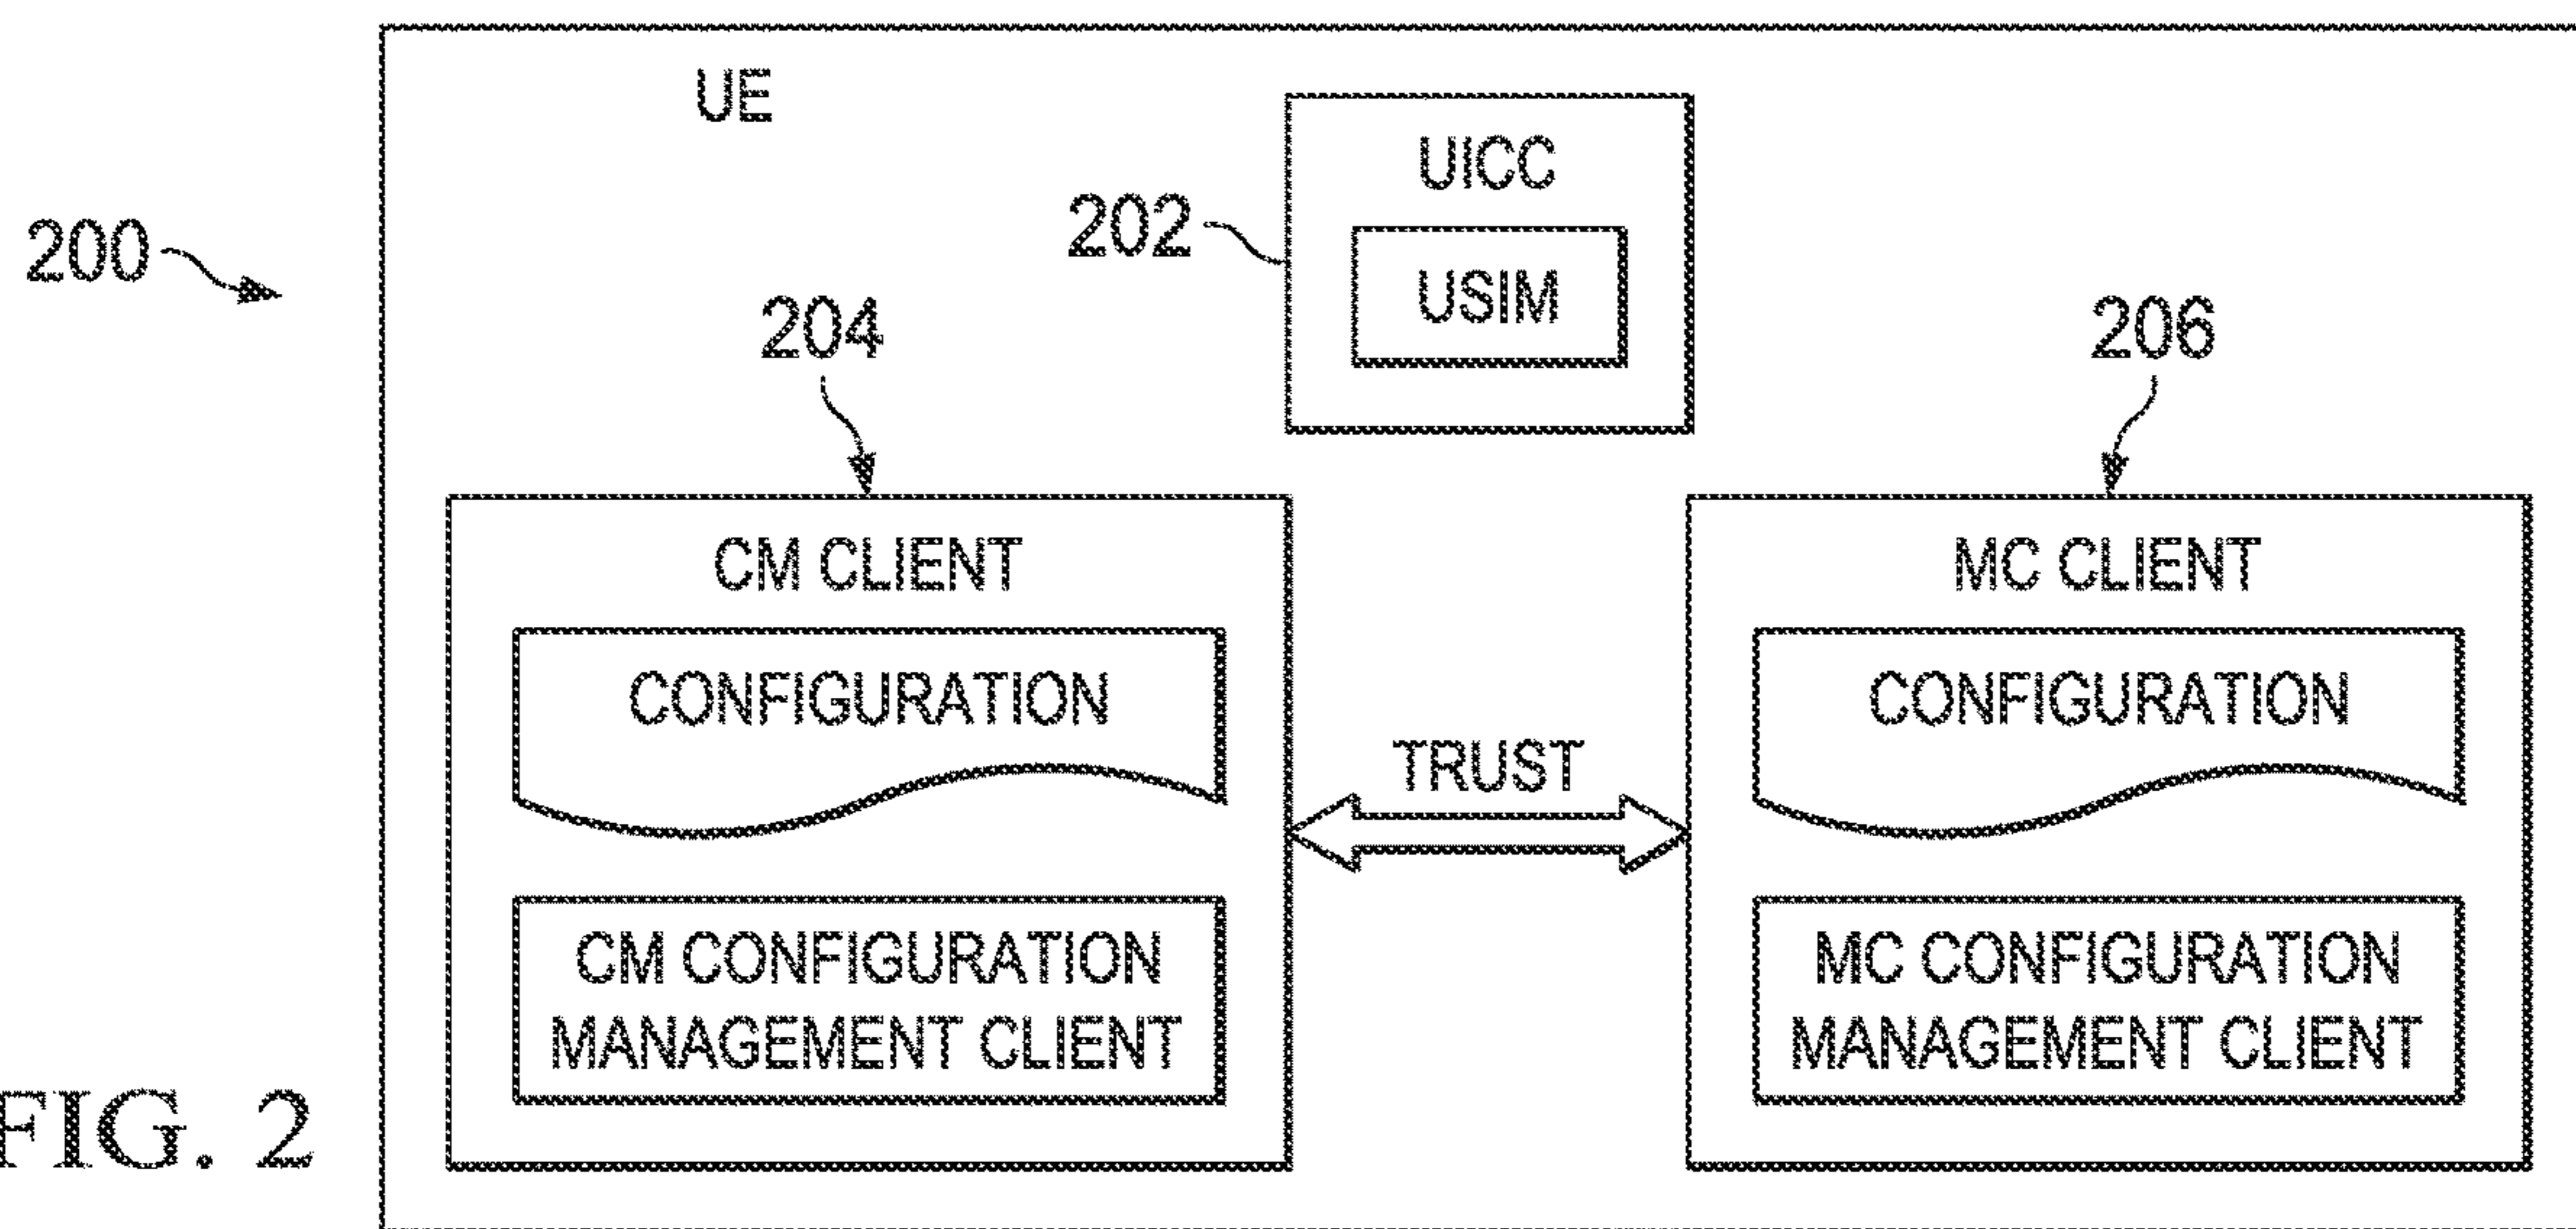 UE
UICC
202
200
USIM
204
206
CM CLIENT
MC CLIENT
CONFIGURATION
CONFIGURATION
TRUST
CM CONFIGURATION
MANAGEMENT CLIENT
MC CONFIGURATION
MANAGEMENT CLIENT
FIG. 2